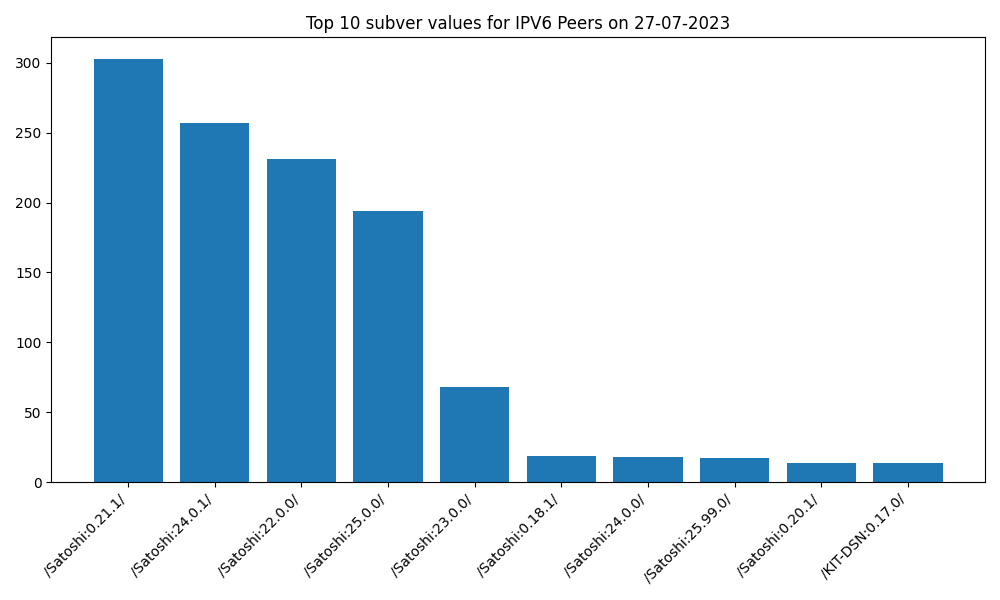 Top 10 subver values for IPV6 Peers on 27-07-2023
300
250
200
150
100
50
0
/Satoshi:0.21.1/
/Satoshi:24.0.1/
/Satoshi:22.0.0/
/Satoshi:25.0.0/
/Satoshi:23.0.0/
/Satoshi:0.18.1/
/Satoshi:24.0.0/
/Satoshi:25.99.0/
/Satoshi:0.20.1/
/KIT-DSN:0.17.0/